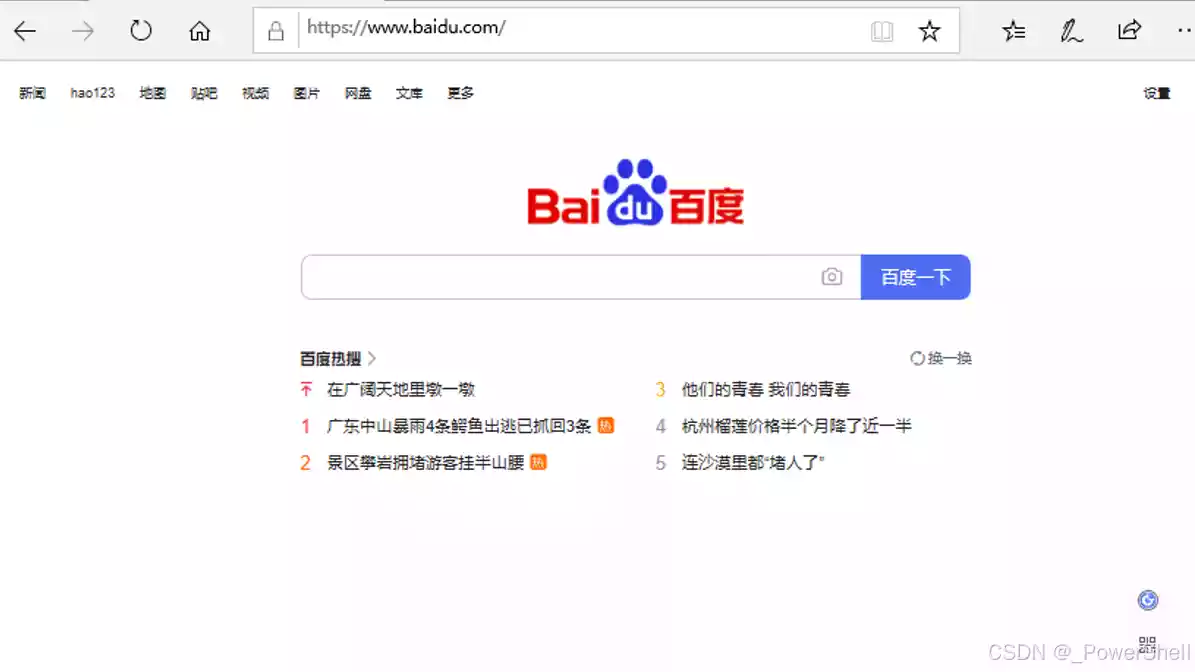 https://www.baidu.com/
新闻 hao123 地图 贴吧 视频 图片 网盘 文库 更多 设置
Bai du 百度
百度一下
百度热搜 换一换
在广阔天地里墩一墩
3 他们的青春 我们的青春
1 广东中山暴雨4条鳄鱼出逃已抓回3条 热
4 杭州榴莲价格半个月降了近一半
2 景区攀岩拥堵游客挂半山腰 热
5 连沙漠里都“堵人了”
CSDN @_PowerShell